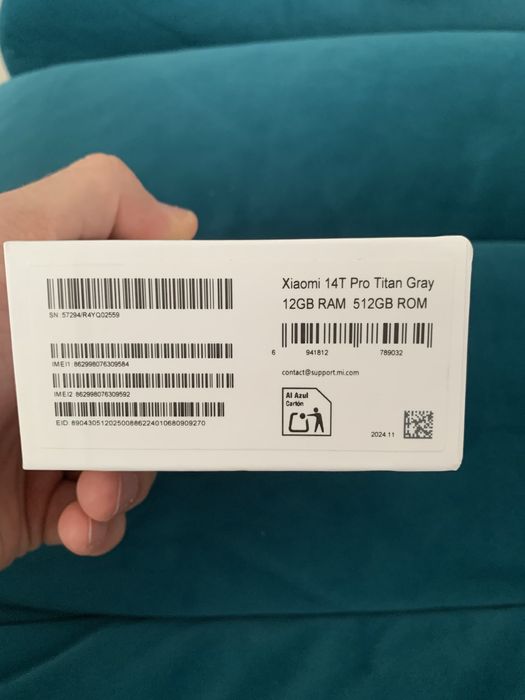 SN: 57294/R4YQ02559
IMEI1: 862998076309584
IMEI2: 862998076309592
EID: 89043051202500886224010680909270
Xiaomi 14T Pro Titan Gray
12GB RAM 512GB ROM
6 941812 789032
contact@support.mi.com
Al Azul
Cartón
2024.11